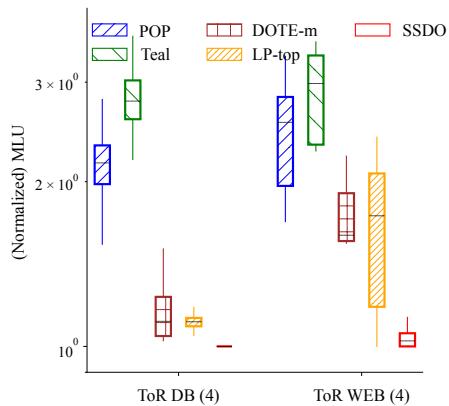 POP DOTE-m SSDO
Teal LP-top
(Normalized) MLU
3 × 10⁰
2 × 10⁰
10⁰
ToR DB (4) ToR WEB (4)